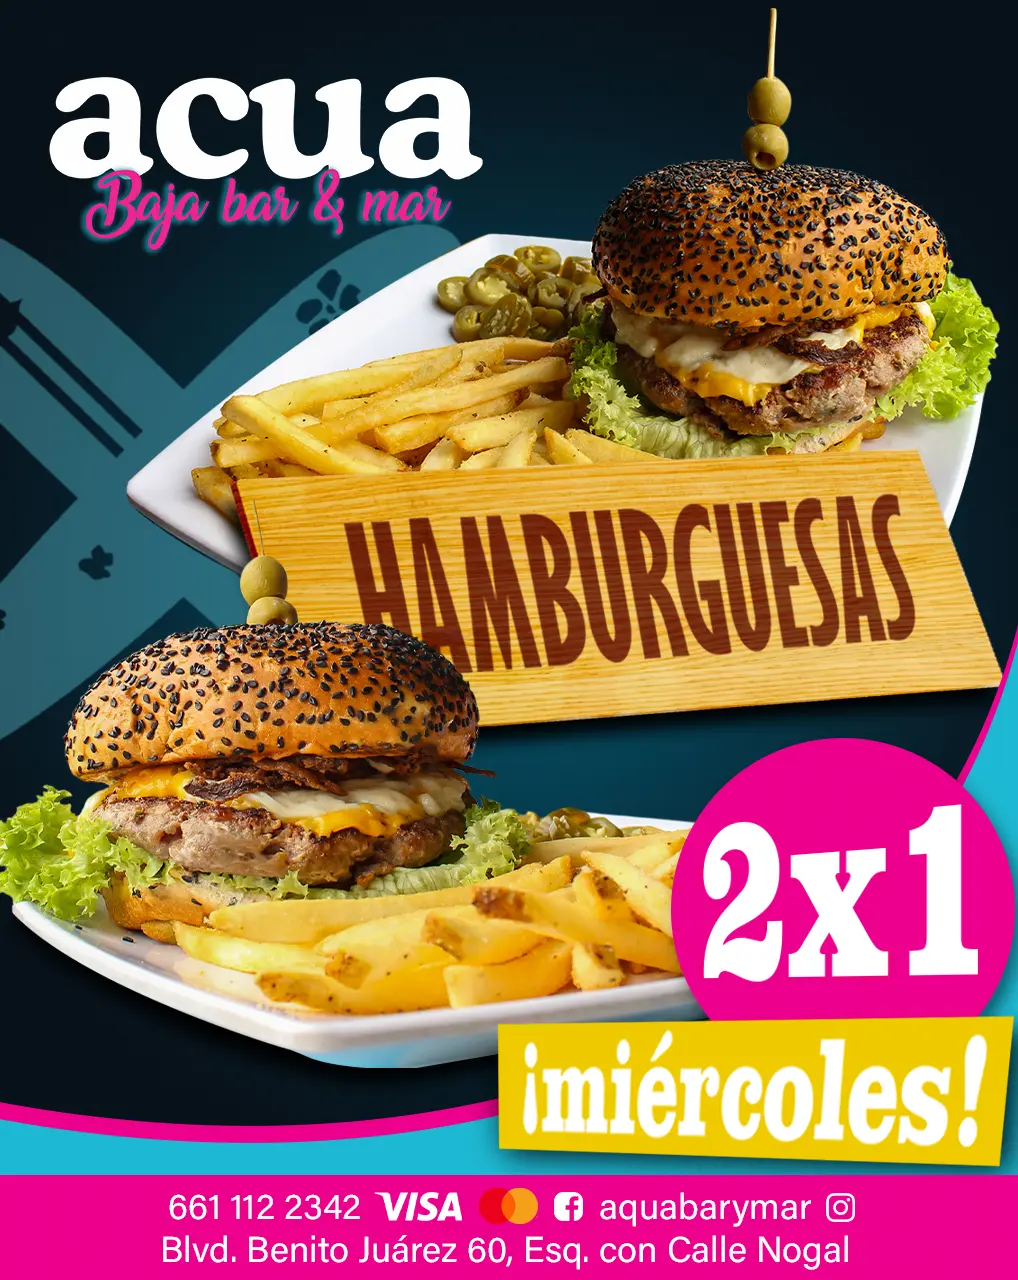 acua
Baja bar & mar
HAMBURGUESAS
2x1
¡miércoles!
661 112 2342 VISA aquabarymar
Blvd. Benito Juárez 60, Esq. con Calle Nogal